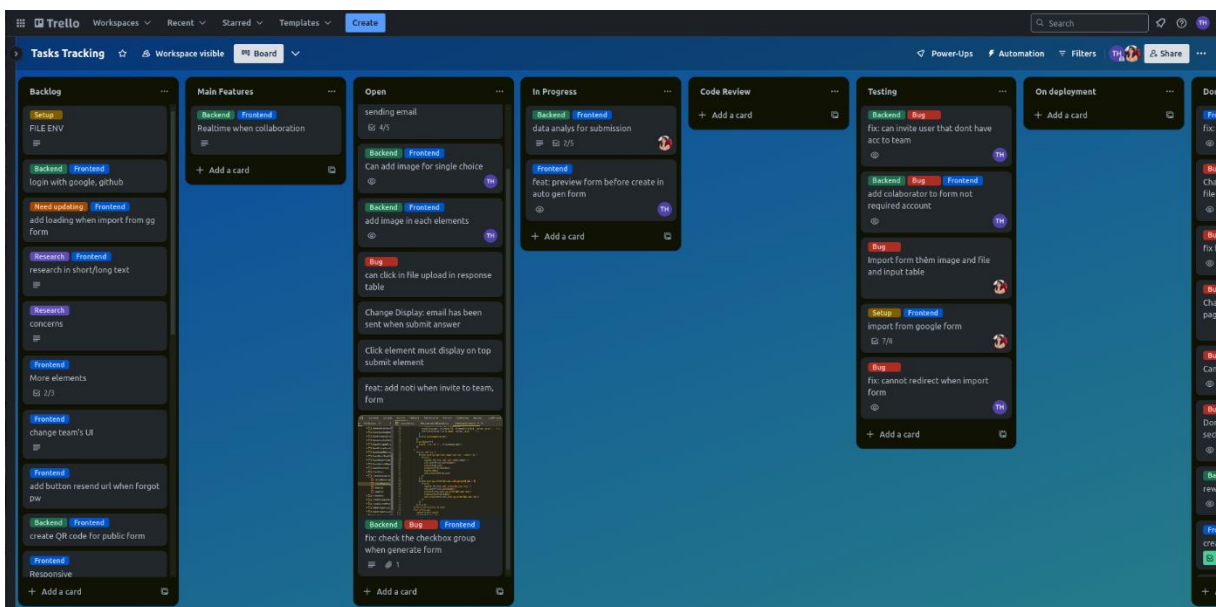 Trello Workspaces Recent Starred Templates Create Search TH
Tasks Tracking Workspace visible Board Power-Ups Automation Filters TH Share
Backlog
Setup
FILE ENV
Backend Frontend
login with google, github
Need updating Frontend
add loading when import from gg
form
Research Frontend
research in short/long text
Research
concerns
Frontend
More elements
2/3
Frontend
change team's UI
Frontend
add button resend url when forgot
pw
Backend Frontend
create QR code for public form
Frontend
Responsive
+ Add a card
Main Features
Backend Frontend
Realtime when collaboration
+ Add a card
Open
sending email
4/5
Backend Frontend
Can add image for single choice
TH
Backend Frontend
add image in each elements
TH
Bug
can click in file upload in response
table
Change Display: email has been
sent when submit answer
Click element must display on top
submit element
feat: add noti when invite to team,
form
Backend Bug Frontend
fix: check the checkbox group
when generate form
1
+ Add a card
In Progress
Backend Frontend
data analys for submission
2/5
Frontend
feat: preview form before create in
auto gen form
TH
+ Add a card
Code Review
+ Add a card
Testing
Backend Bug
fix: can invite user that dont have
acc to team
TH
Backend Bug Frontend
add colaborator to form not
required account
TH
Bug
Import form thêm image and file
and input table
Setup Frontend
import from google form
7/8
Bug
fix: cannot redirect when import
form
TH
+ Add a card
On deployment
+ Add a card